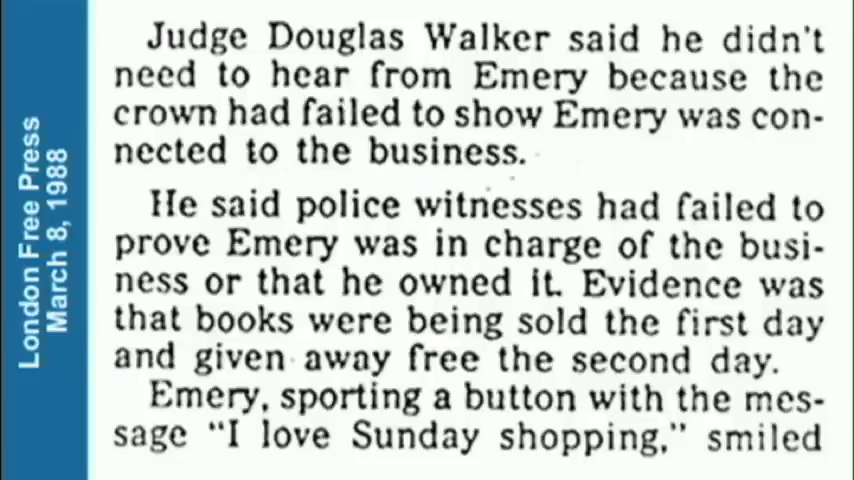 London Free Press
March 8, 1988
Judge Douglas Walker said he didn't
need to hear from Emery because the
crown had failed to show Emery was con-
nected to the business.
He said police witnesses had failed to
prove Emery was in charge of the busi-
ness or that he owned it. Evidence was
that books were being sold the first day
and given away free the second day.
Emery, sporting a button with the mes-
sage "I love Sunday shopping," smiled